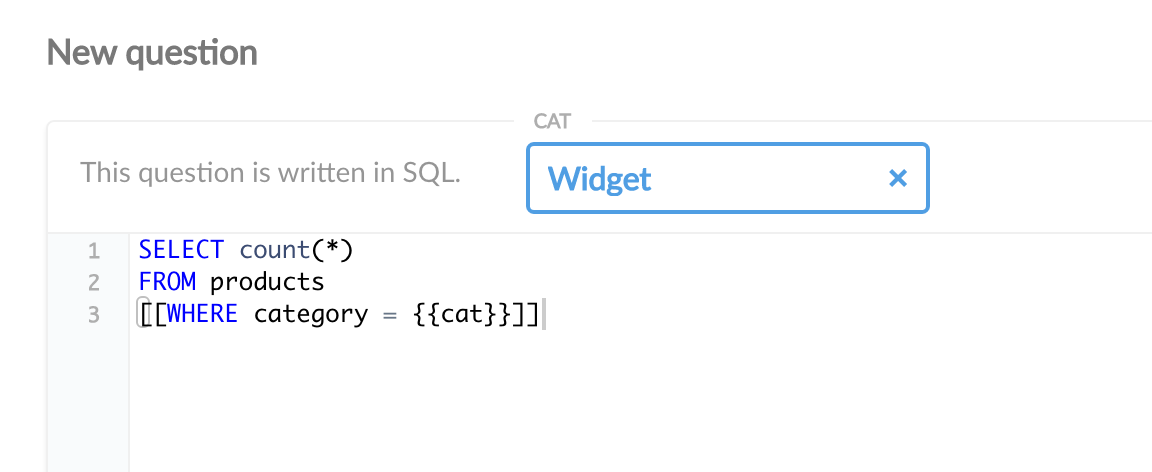 New question
CAT
This question is written in SQL.
Widget ×
1 SELECT count(*)
2 FROM products
3 [[WHERE category = {{cat}}]]